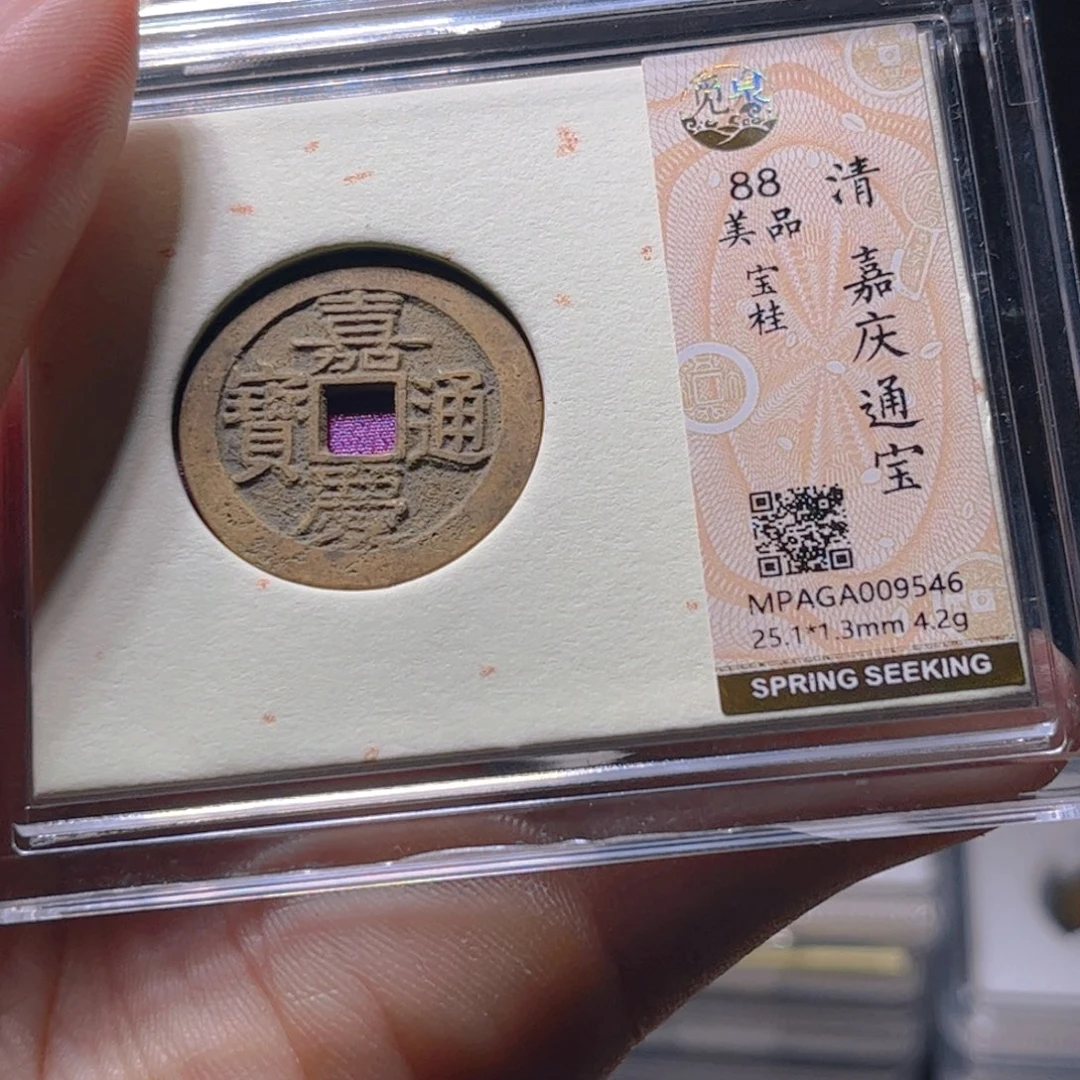 嘉慶通寶
觅泉
清 嘉庆通宝
88
美品
宝桂
MPAGA009546
25.1*1.3mm 4.2g
SPRING SEEKING